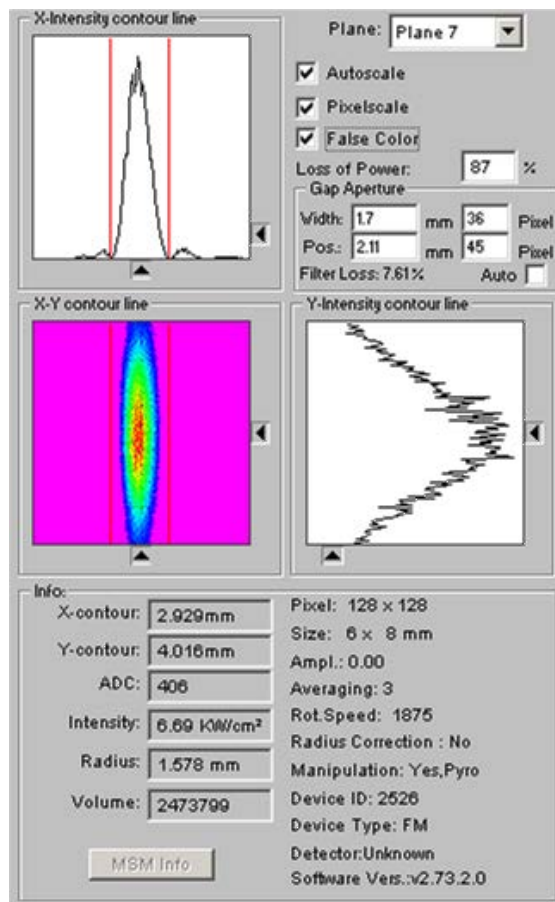 X-Intensity contour line
Plane: Plane 7
Autoscale
Pixelscale
False Color
Loss of Power: 87 %
Gap Aperture
Width: 1.7 mm 36 Pixel
Pos.: 2.11 mm 45 Pixel
Filter Loss: 7.61% Auto
X-Y contour line
Y-Intensity contour line
Info:
X-contour: 2.929mm
Y-contour: 4.016mm
ADC: 406
Intensity: 6.69 KW/cm²
Radius: 1.578 mm
Volume: 2473799
MSM Info
Pixel: 128 x 128
Size: 6 x 8 mm
Ampl.: 0.00
Averaging: 3
Rot.Speed: 1875
Radius Correction : No
Manipulation: Yes,Pyro
Device ID: 2526
Device Type: FM
Detector:Unknown
Software Vers.:v2.73.2.0